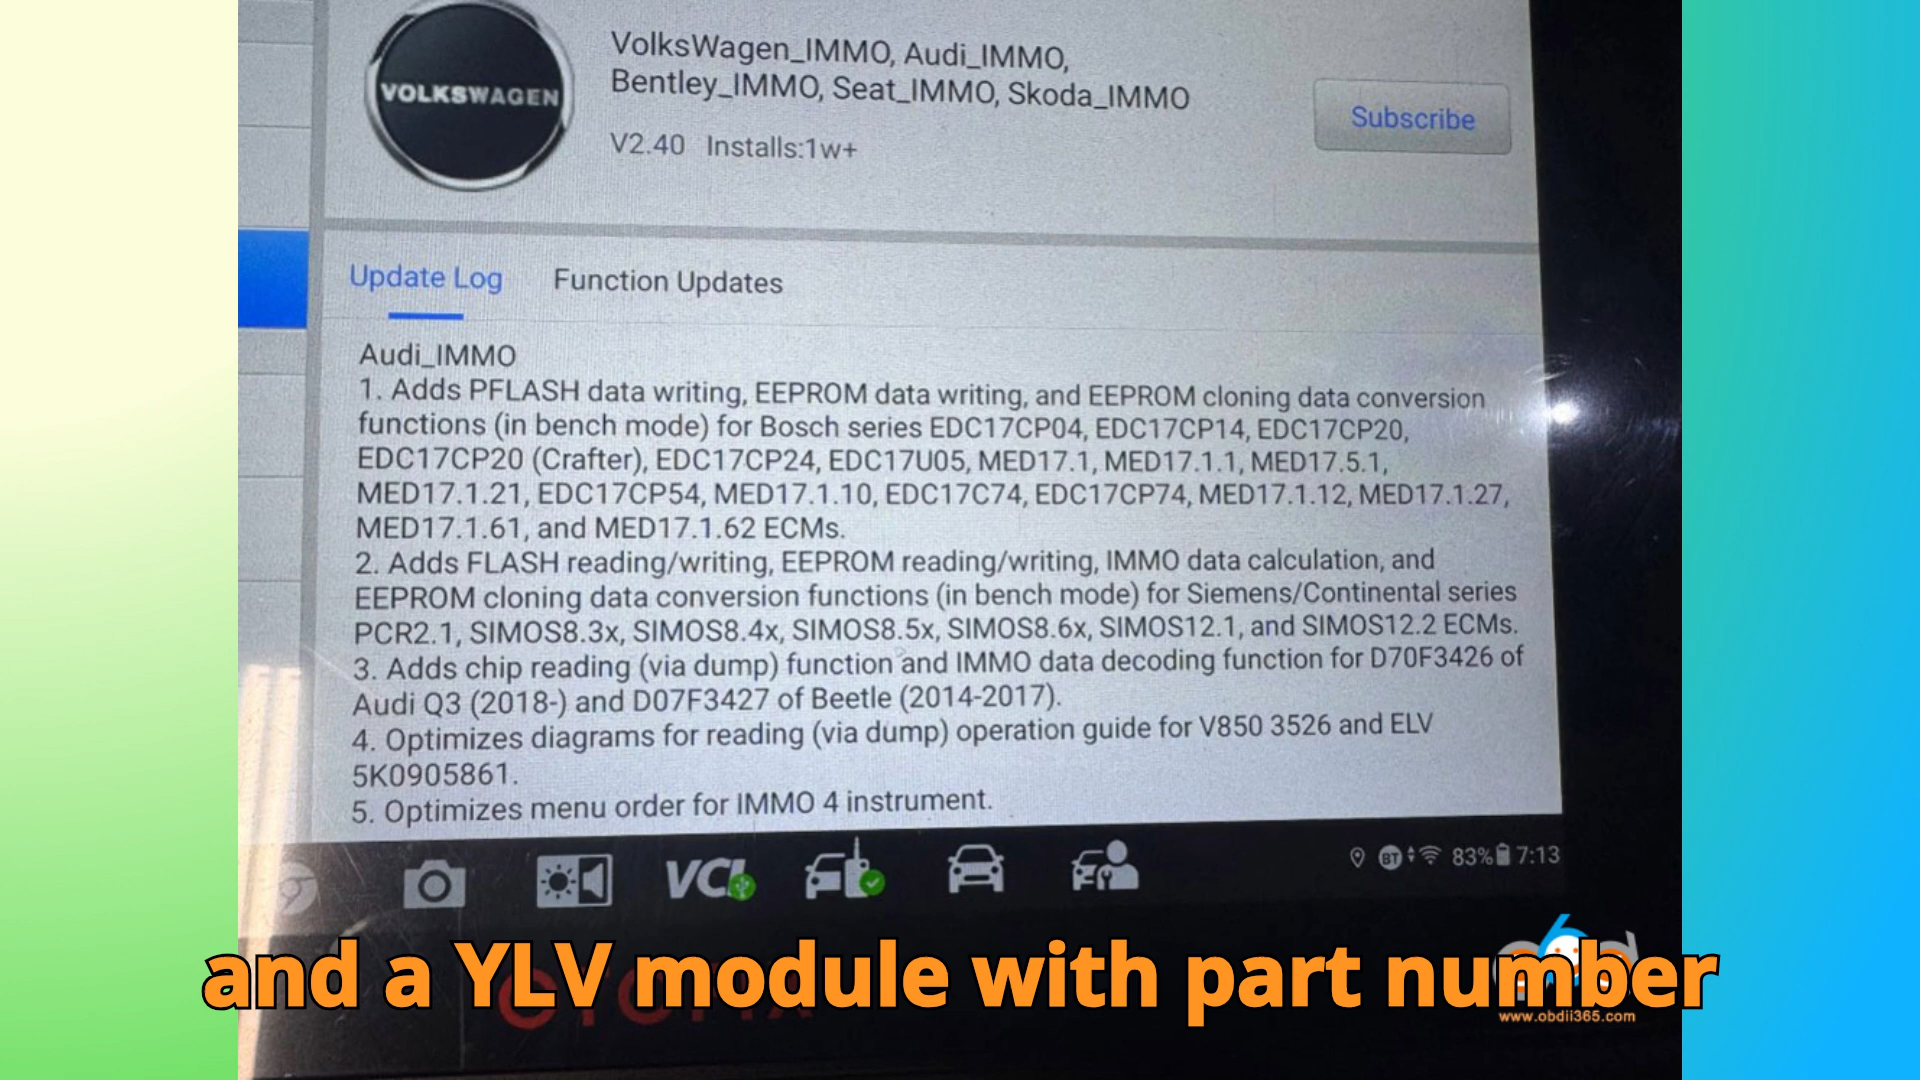 VOLKSWAGEN
VolksWagen_IMMO, Audi_IMMO,
Bentley_IMMO, Seat_IMMO, Skoda_IMMO
V2.40 Installs:1w+
Subscribe
Update Log Function Updates
Audi_IMMO
1. Adds PFLASH data writing, EEPROM data writing, and EEPROM cloning data conversion
functions (in bench mode) for Bosch series EDC17CP04, EDC17CP14, EDC17CP20,
EDC17CP20 (Crafter), EDC17CP24, EDC17U05, MED17.1, MED17.1.1, MED17.5.1,
MED17.1.21, EDC17CP54, MED17.1.10, EDC17C74, EDC17CP74, MED17.1.12, MED17.1.27,
MED17.1.61, and MED17.1.62 ECMs.
2. Adds FLASH reading/writing, EEPROM reading/writing, IMMO data calculation, and
EEPROM cloning data conversion functions (in bench mode) for Siemens/Continental series
PCR2.1, SIMOS8.3x, SIMOS8.4x, SIMOS8.5x, SIMOS8.6x, SIMOS12.1, and SIMOS12.2 ECMs.
3. Adds chip reading (via dump) function and IMMO data decoding function for D70F3426 of
Audi Q3 (2018-) and D07F3427 of Beetle (2014-2017).
4. Optimizes diagrams for reading (via dump) operation guide for V850 3526 and ELV
5K0905861.
5. Optimizes menu order for IMMO 4 instrument.
VCI
BT 83% 7:13
and a YLV module with part number
www.obdii365.com